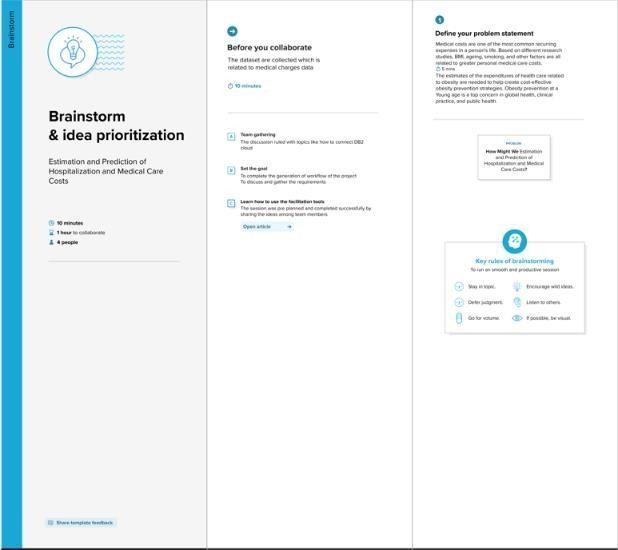 Brainstorm
Brainstorm
& idea prioritization
Estimation and Prediction of
Hospitalization and Medical Care
Costs
10 minutes
1 hour to collaborate
4 people
Share template feedback
Before you collaborate
The dataset are collected which is
related to medical charges data
10 minutes
A
Team gathering
The discussion ruled with topics like how to connect DB2
cloud
B
Set the goal
To complete the generation of workflow of the project
To discuss and gather the requirements
C
Learn how to use the facilitation tools
The session was pre planned and completed successfully by
sharing the ideas among team members
Open article
1
Define your problem statement
Medical costs are one of the most common recurring
expenses in a person's life. Based on different research
studies, BMI, ageing, smoking, and other factors are all
related to greater personal medical care costs.
5 mins
The estimates of the expenditures of health care related
to obesity are needed to help create cost-effective
obesity prevention strategies. Obesity prevention at a
Young age is a top concern in global health, clinical
practice, and public health.
PROBLEM
How Might We Estimation
and Prediction of
Hospitalization and Medical
Care Costs?
Key rules of brainstorming
To run an smooth and productive session
Stay in topic.
Encourage wild ideas.
Defer judgment.
Listen to others.
Go for volume.
If possible, be visual.